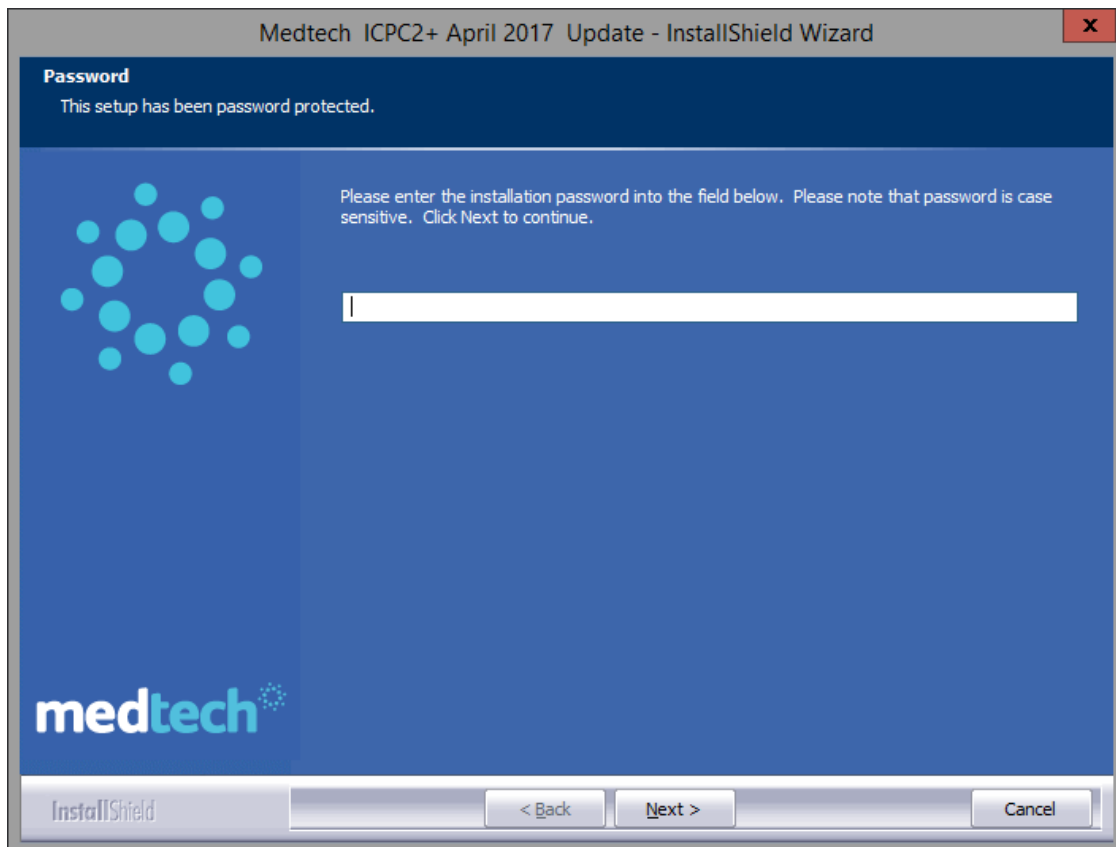 Medtech ICPC2+ April 2017 Update - InstallShield Wizard
x
Password
This setup has been password protected.
Please enter the installation password into the field below. Please note that password is case
sensitive. Click Next to continue.
medtech
InstallShield
< Back
Next >
Cancel